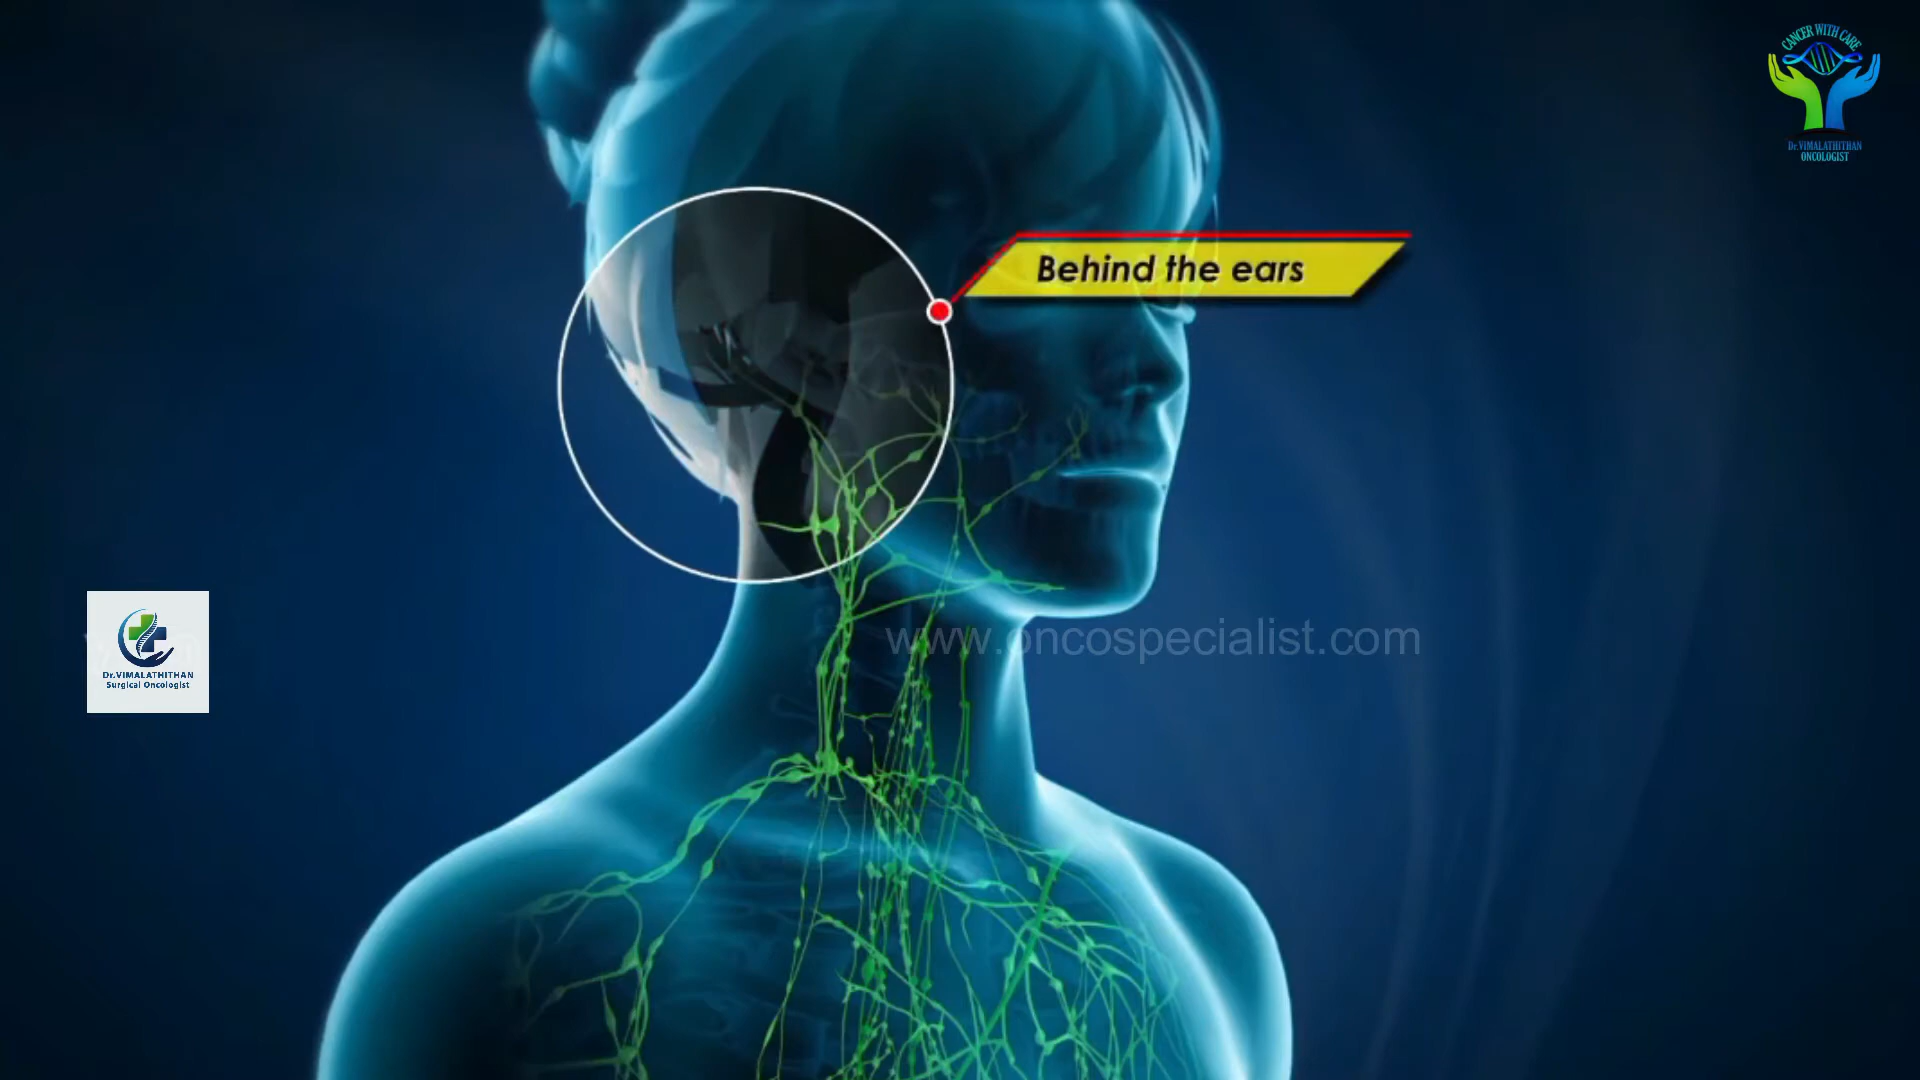 CANCER WITH CARE
Dr.VIMALATHITHAN
ONCOLOGIST
Behind the ears
www.oncospecialist.com
Dr.VIMALATHITHAN
Surgical Oncologist